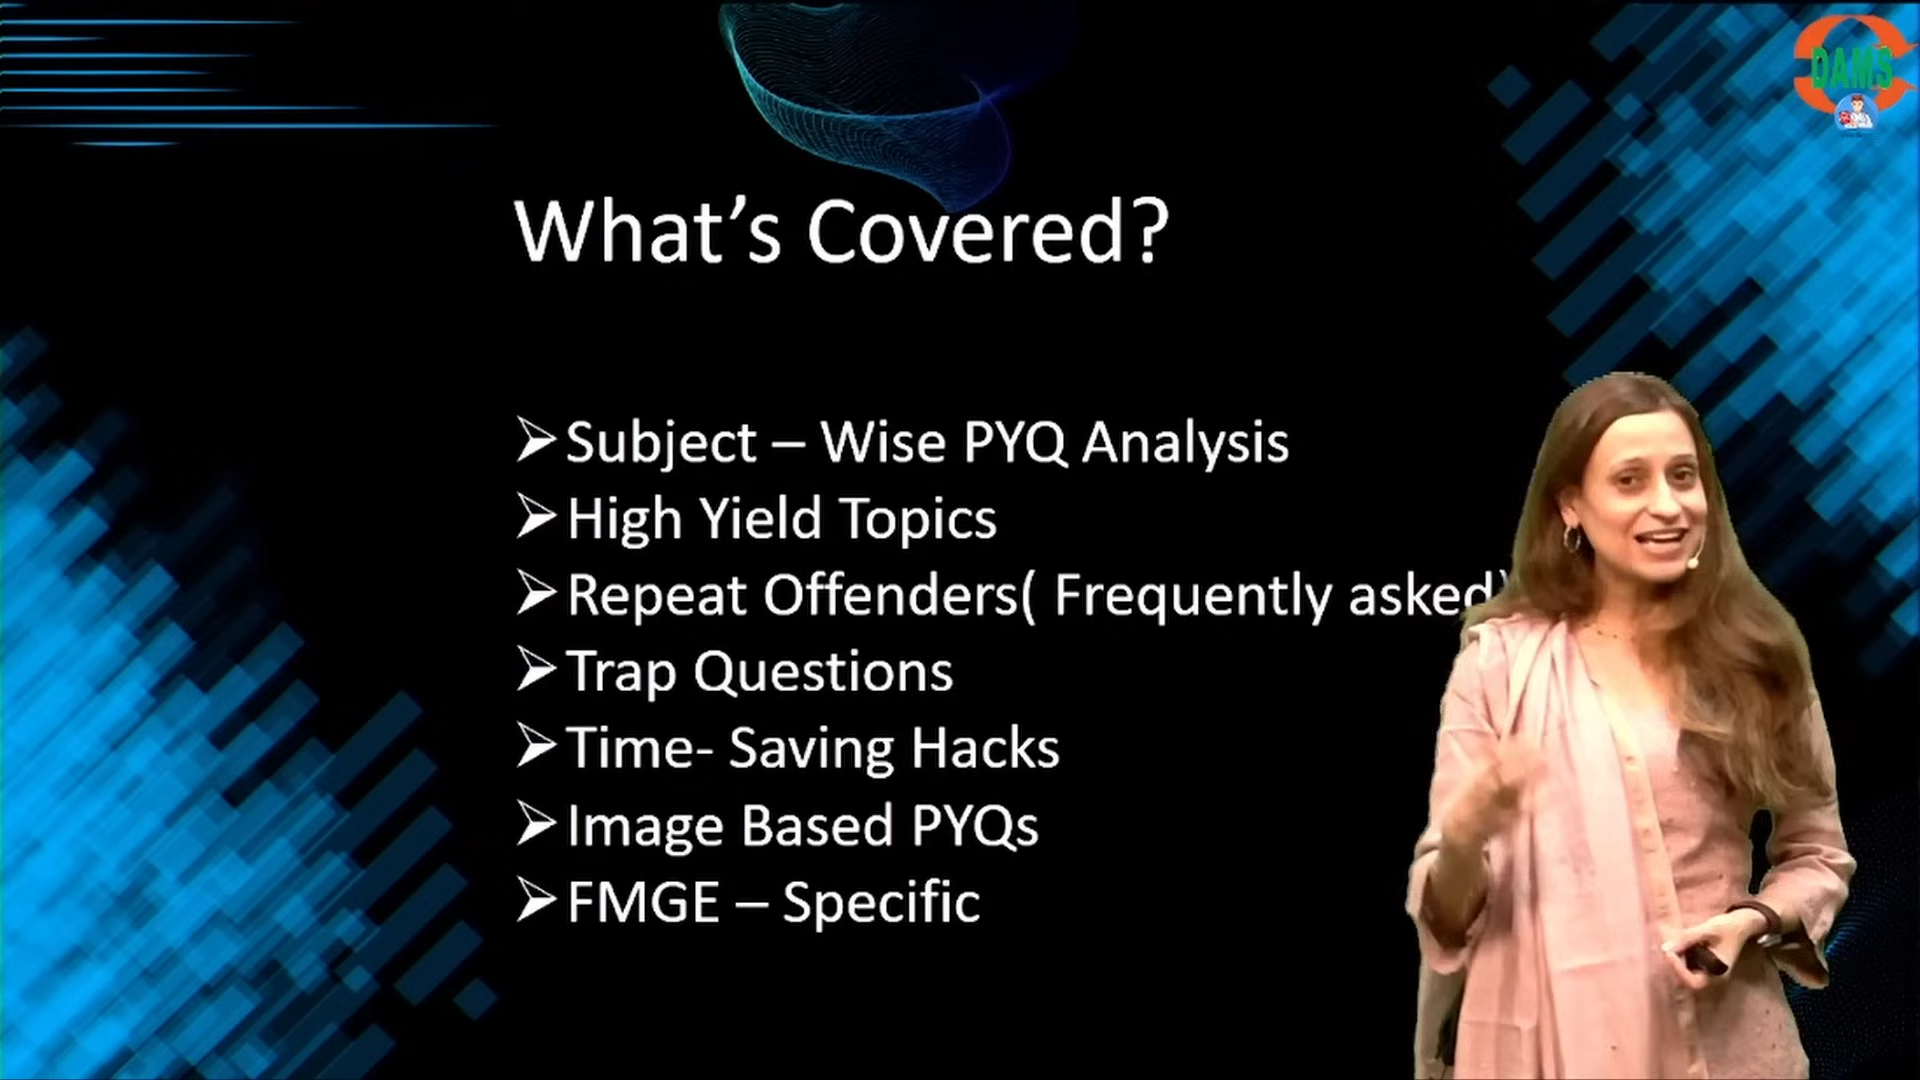 DAMS
What’s Covered?
➢Subject – Wise PYQ Analysis
➢High Yield Topics
➢Repeat Offenders( Frequently asked)
➢Trap Questions
➢Time- Saving Hacks
➢Image Based PYQs
➢FMGE – Specific